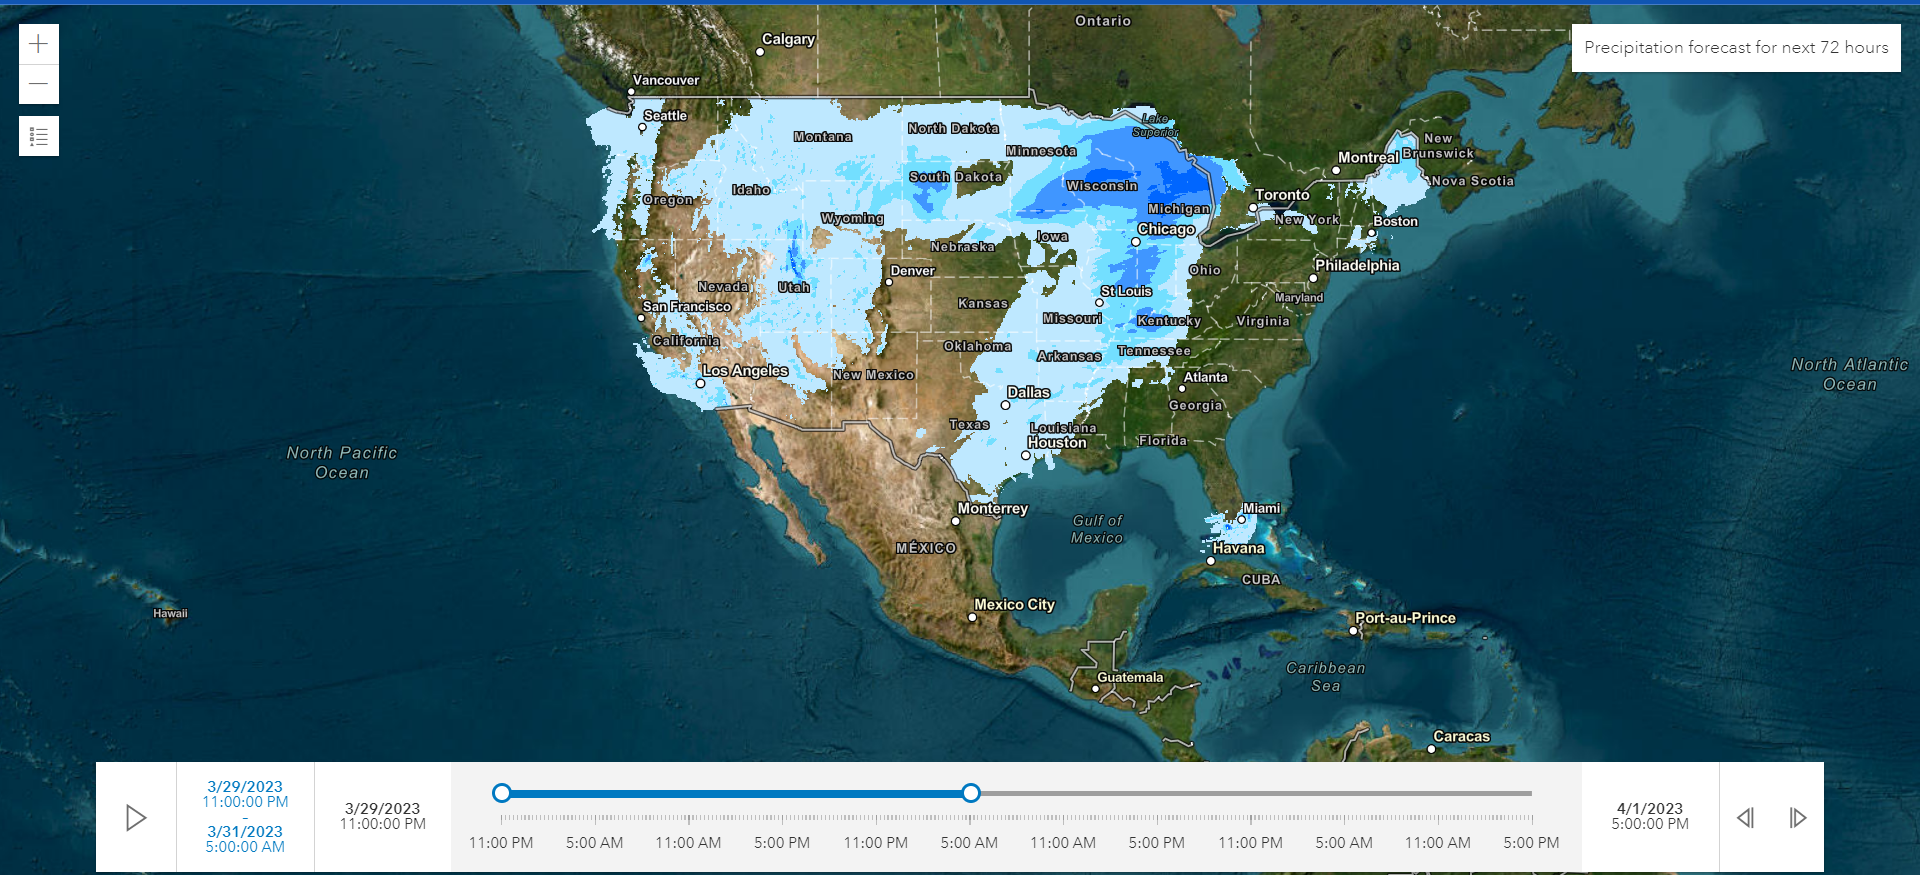 Ontario
Calgary
Precipitation forecast for next 72 hours
Vancouver
Seattle
Lake
Superior
Montana
North Dakota
Minnesota
New
Brunswick
Montreal
South Dakota
Wisconsin
Nova Scotia
Idaho
Oregon
Toronto
Wyoming
Michigan
New York
Boston
Chicago
Iowa
Nebraska
Denver
Ohio
Philadelphia
Nevada
Utah
St Louis
Maryland
San Francisco
Kansas
Missouri
Kentucky
Virginia
California
Oklahoma
Arkansas
Tennessee
North Atlantic
Ocean
Los Angeles
New Mexico
Atlanta
Dallas
Georgia
Texas
Louisiana
Houston
Florida
North Pacific
Ocean
Monterrey
Miami
Gulf of
Mexico
MÉXICO
Havana
CUBA
Hawaii
Mexico City
Port-au-Prince
Caribbean
Sea
Guatemala
Caracas
3/29/2023
11:00:00 PM
-
3/31/2023
5:00:00 AM
3/29/2023
11:00:00 PM
11:00 PM 5:00 AM 11:00 AM 5:00 PM 11:00 PM 5:00 AM 11:00 AM 5:00 PM 11:00 PM 5:00 AM 11:00 AM 5:00 PM
4/1/2023
5:00:00 PM